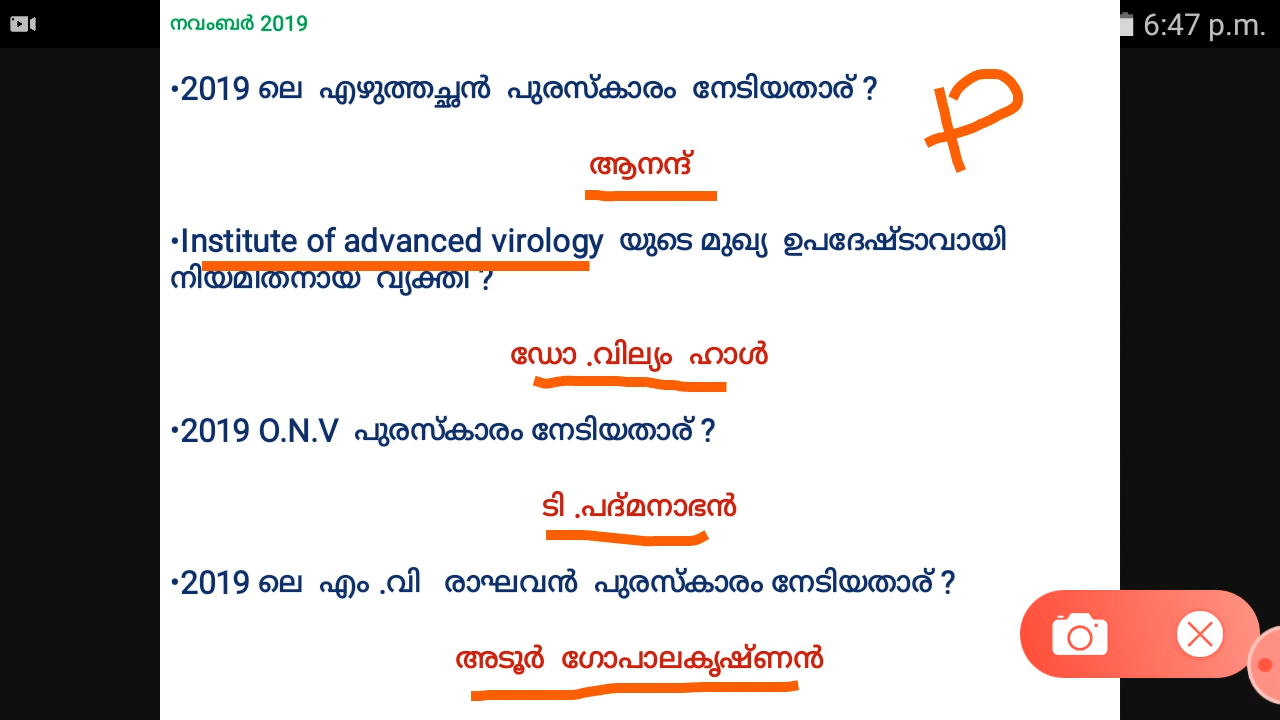 നവംബർ 2019
6:47 p.m.
•2019 ലെ എഴുത്തച്ഛൻ പുരസ്കാരം നേടിയതാര് ?
P
ആനന്ദ്
•Institute of advanced virology യുടെ മുഖ്യ ഉപദേഷ്ടാവായി
നിയമിതനായ വ്യക്തി ?
ഡോ .വില്യം ഹാൾ
•2019 O.N.V പുരസ്കാരം നേടിയതാര് ?
ടി .പദ്മനാഭൻ
•2019 ലെ എം .വി രാഘവൻ പുരസ്കാരം നേടിയതാര് ?
അടൂർ ഗോപാലകൃഷ്ണൻ